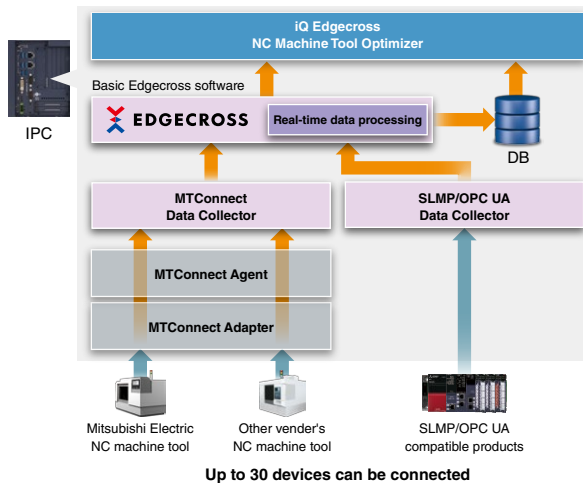 iQ Edgecross
NC Machine Tool Optimizer
Basic Edgecross software
IPC
EDGECROSS
Real-time data processing
DB
MTConnect
Data Collector
SLMP/OPC UA
Data Collector
MTConnect Agent
MTConnect Adapter
Mitsubishi Electric
NC machine tool
Other vender's
NC machine tool
SLMP/OPC UA
compatible products
Up to 30 devices can be connected